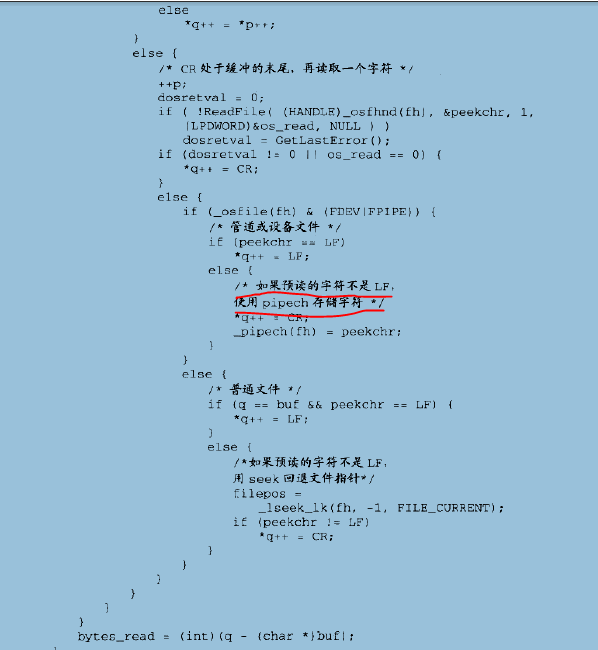 else
*q++ = *p++;
}
else {
/* CR 处于缓冲的末尾，再读取一个字符 */
++p;
dosretval = 0;
if ( !ReadFile( (HANDLE)_osfhnd(fh), &peekchr, 1,
(LPDWORD)&os_read, NULL ) )
dosretval = GetLastError();
if (dosretval != 0 || os_read == 0) {
*q++ = CR;
}
else {
if (_osfile(fh) & (FDEV|FPIPE)) {
/* 管道或设备文件 */
if (peekchr == LF)
*q++ = LF;
else {
/* 如果预读的字符不是 LF，
使用 pipech 存储字符 */
*q++ = CR;
_pipech(fh) = peekchr;
}
}
else {
/* 普通文件 */
if (q == buf && peekchr == LF) {
*q++ = LF;
}
else {
/*如果预读的字符不是 LF，
用 seek 回退文件指针*/
filepos =
_lseek_lk(fh, -1, FILE_CURRENT);
if (peekchr != LF)
*q++ = CR;
}
}
}
}
}
}
bytes_read = (int)(q - (char *)buf);